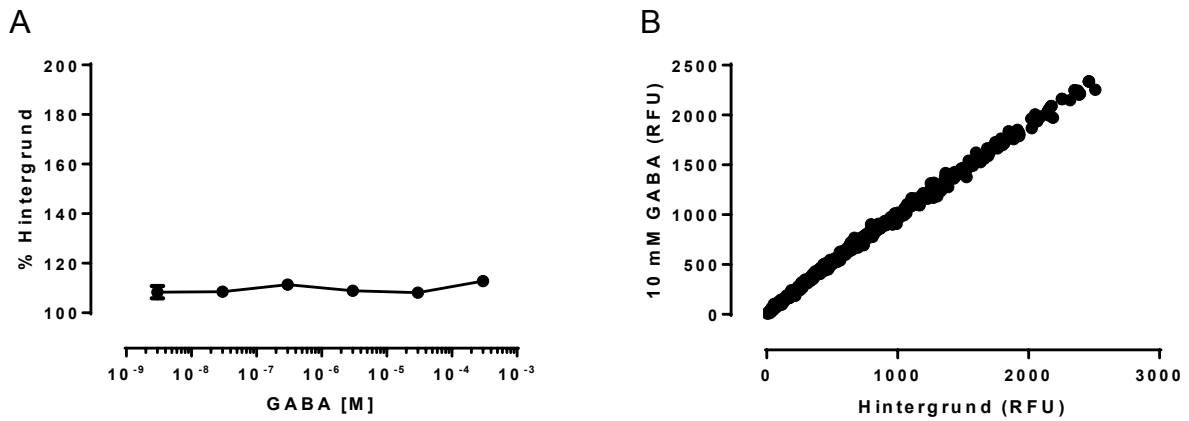 A
% Hintergrund
200
180
160
140
120
100
10-9 10-8 10-7 10-6 10-5 10-4 10-3
GABA [M]
B
10 mM GABA (RFU)
2500
2000
1500
1000
500
0
0 1000 2000 3000
Hintergrund (RFU)